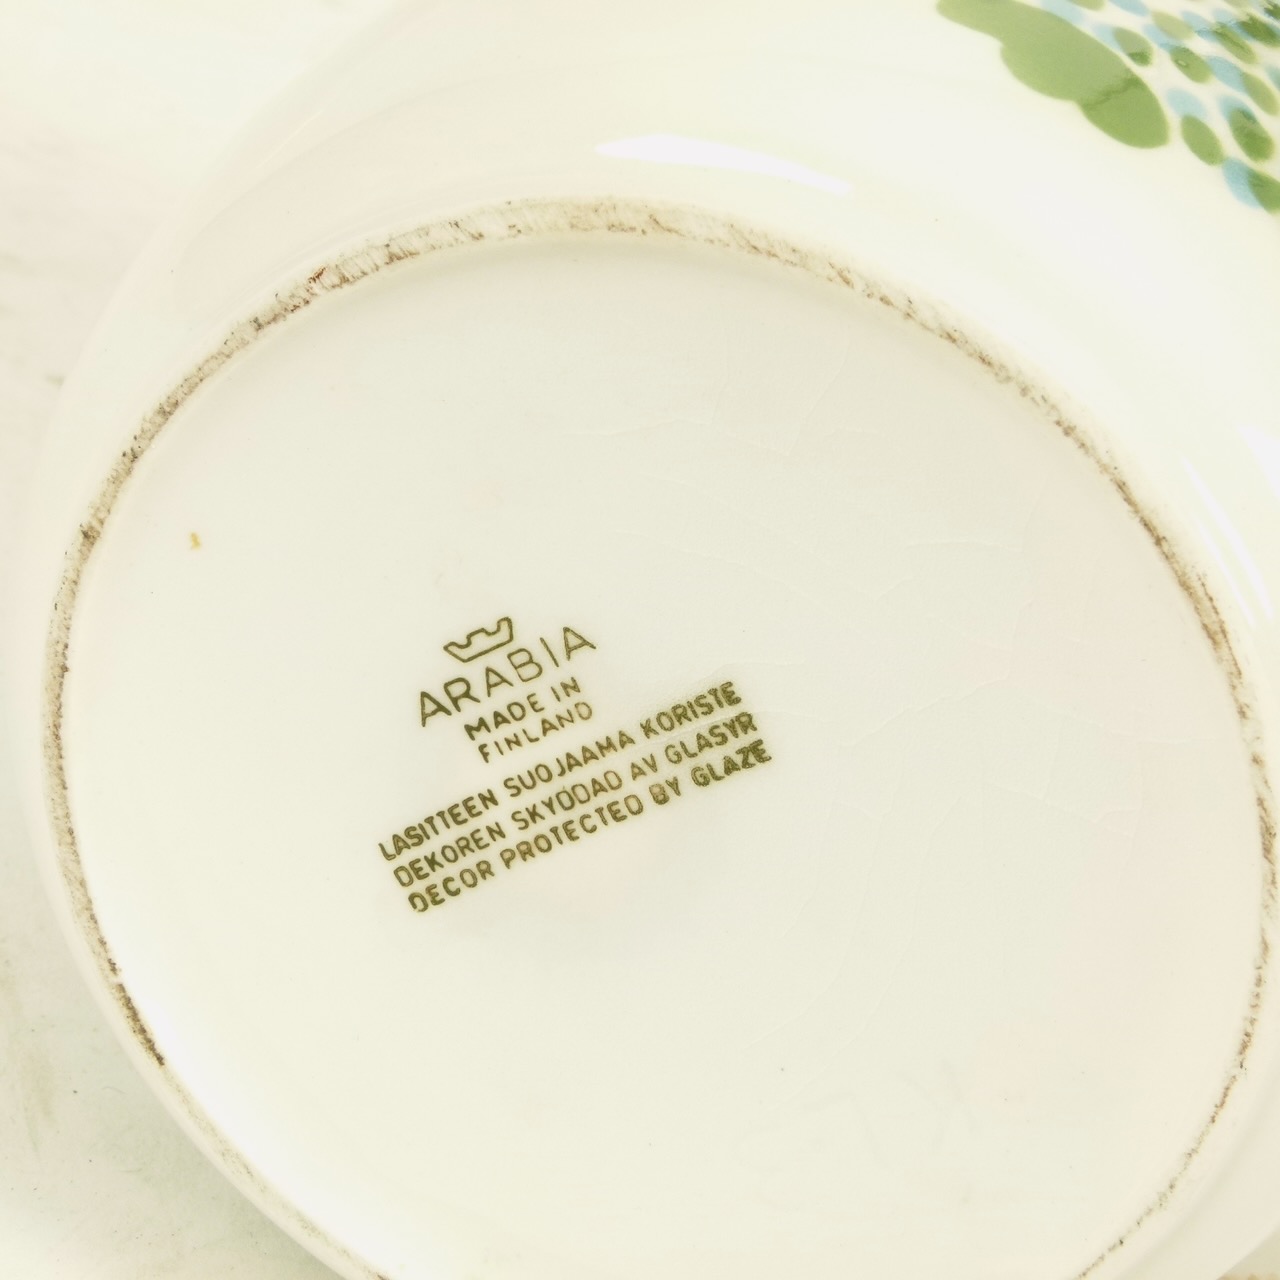 ARABIA
MADE IN
FINLAND
LASITTEEN SUOJAAMA KORISTE
DEKOREN SKYDDAD AV GLASYR
DECOR PROTECTED BY GLAZE